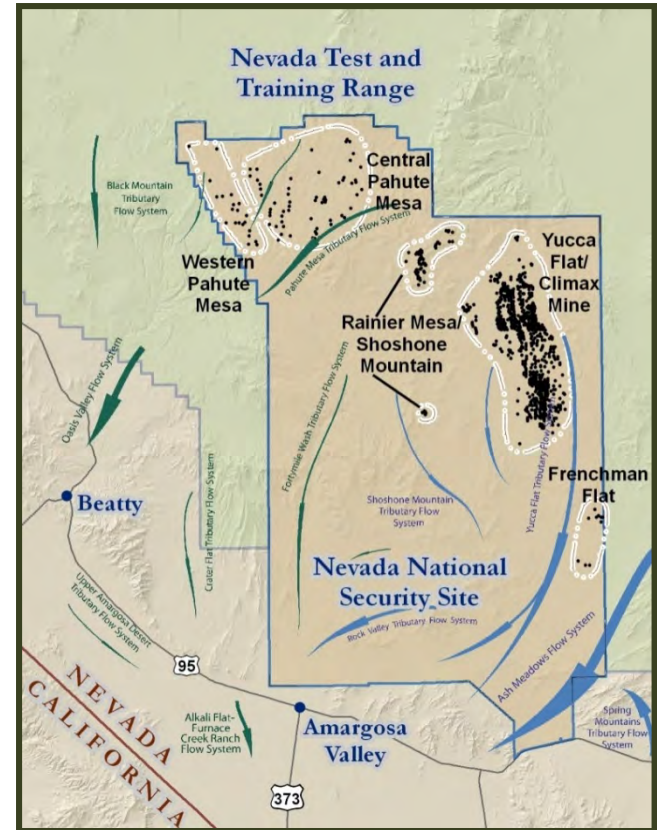 Nevada Test and
Training Range
Central
Pahute
Mesa
Black Mountain
Tributary
Flow System
Pahute Mesa Tributary Flow System
Western
Pahute
Mesa
Yucca
Flat/
Climax
Mine
Rainier Mesa/
Shoshone
Mountain
Oasis Valley Flow System
Fortymile Wash Tributary Flow System
Yucca Flat Tributary Flow
Frenchman
Flat
Beatty
Shoshone Mountain
Tributary Flow
System
Crater Flat Tributary Flow System
Nevada National
Security Site
Upper Amargosa Desert
Tributary Flow System
Rock Valley Tributary Flow System
Ash Meadows Flow System
95
NEVADA
CALIFORNIA
Alkali Flat-
Furnace
Creek Ranch
Flow System
Amargosa
Valley
Spring
Mountains
Tributary Flow
System
373